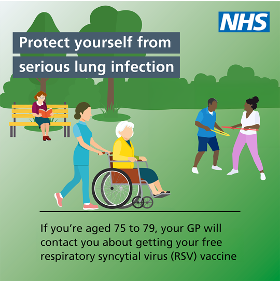 NHS
Protect yourself from
serious lung infection
If you're aged 75 to 79, your GP will
contact you about getting your free
respiratory syncytial virus (RSV) vaccine